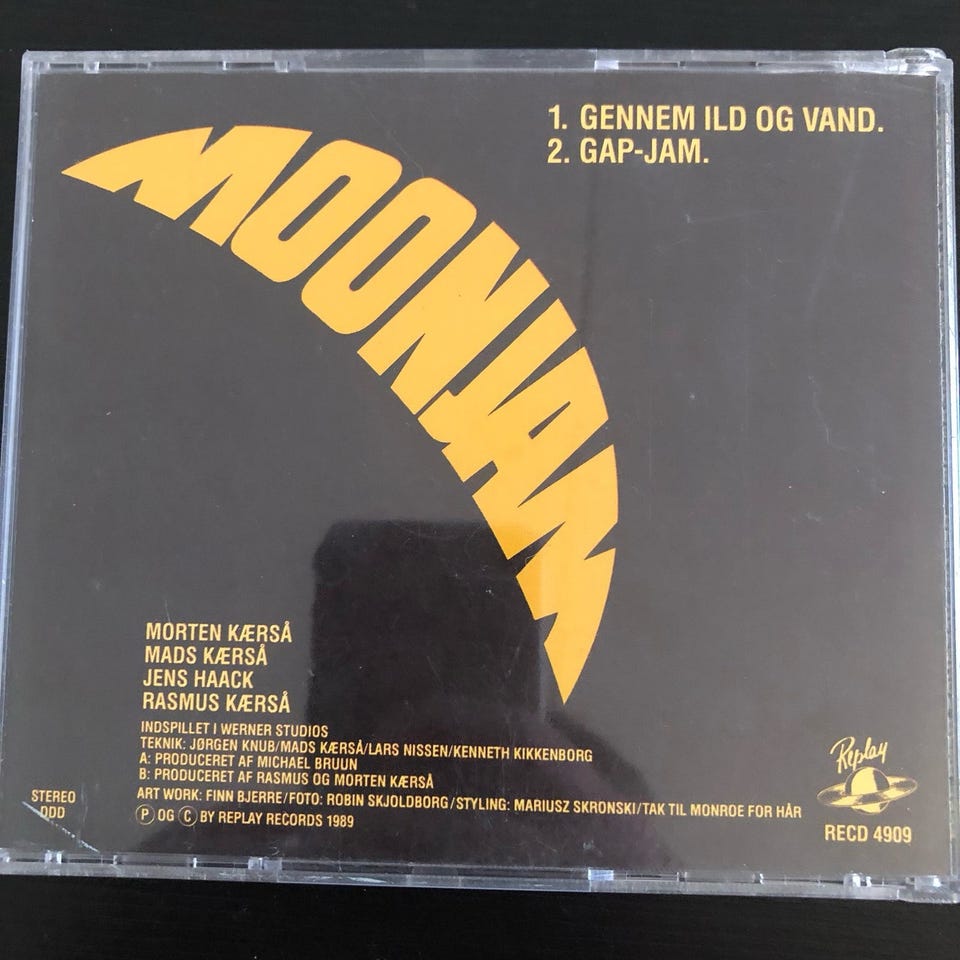 1. GENNEM ILD OG VAND.
2. GAP-JAM.
MOONJAM
MORTEN KÆRSÅ
MADS KÆRSÅ
JENS HAACK
RASMUS KÆRSÅ
INDSPILLET I WERNER STUDIOS
TEKNIK: JØRGEN KNUB/MADS KÆRSÅ/LARS NISSEN/KENNETH KIKKENBORG
A: PRODUCERET AF MICHAEL BRUUN
B: PRODUCERET AF RASMUS OG MORTEN KÆRSÅ
ART WORK: FINN BJERRE/FOTO: ROBIN SKJOLDBORG/STYLING: MARIUSZ SKRONSKI/TAK TIL MONROE FOR HÅR
Ⓟ OG Ⓒ BY REPLAY RECORDS 1989
STEREO
DDD
Replay
RECD 4909